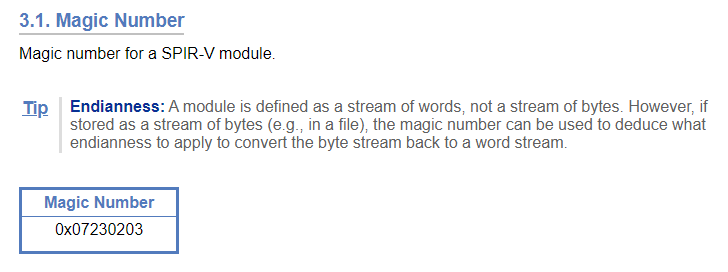 3.1. Magic Number
Magic number for a SPIR-V module.
Tip
Endianness: A module is defined as a stream of words, not a stream of bytes. However, if
stored as a stream of bytes (e.g., in a file), the magic number can be used to deduce what
endianness to apply to convert the byte stream back to a word stream.
Magic Number
0x07230203